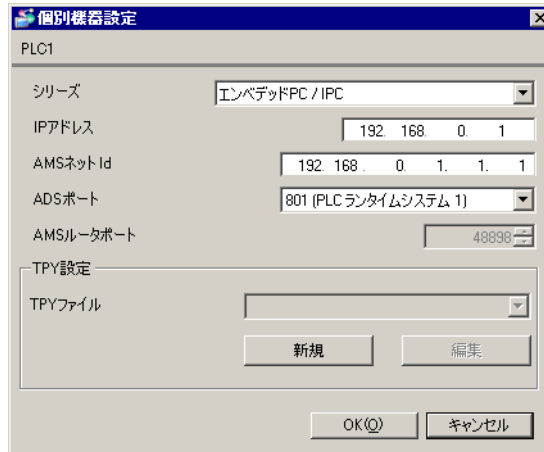 個別機器設定
PLC1
シリーズ エンベデッドPC / IPC
IPアドレス 192. 168. 0. 1
AMSネットId 192. 168. 0. 1. 1. 1
ADSポート 801 (PLC ランタイムシステム 1)
AMSルータポート 48898
TPY設定
TPYファイル
新規 編集
OK(O) キャンセル